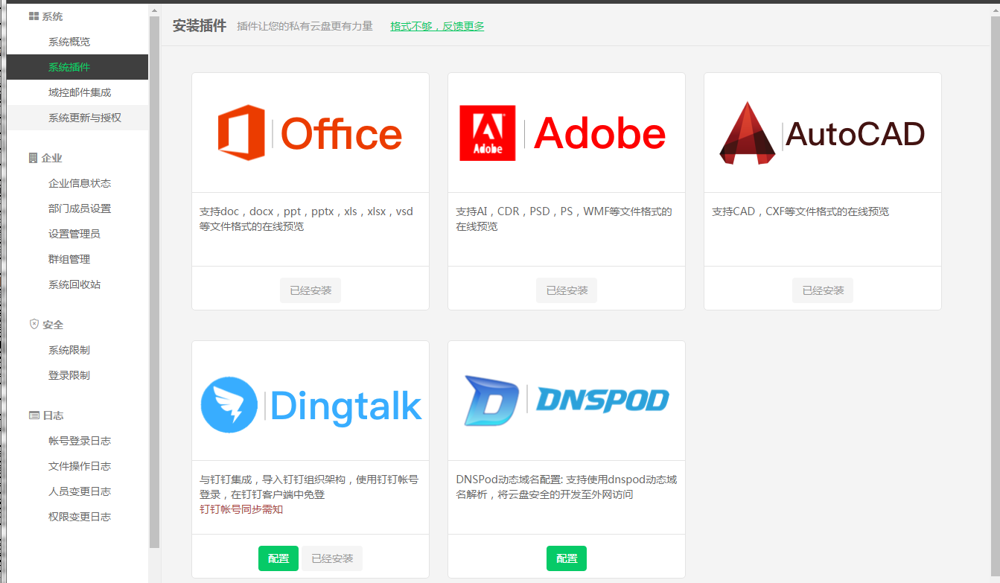 系统
系统概览
系统插件
域控邮件集成
系统更新与授权
企业
企业信息状态
部门成员设置
设置管理员
群组管理
系统回收站
安全
系统限制
登录限制
日志
帐号登录日志
文件操作日志
人员变更日志
权限变更日志
安装插件 插件让您的私有云盘更有力量 格式不够，反馈更多
Office
支持doc，docx，ppt，pptx，xls，xlsx，vsd
等文件格式的在线预览
已经安装
Adobe
Adobe
支持AI，CDR，PSD，PS，WMF等文件格式的
在线预览
已经安装
AutoCAD
支持CAD，CXF等文件格式的在线预览
已经安装
Dingtalk
与钉钉集成，导入钉钉组织架构，使用钉钉帐号
登录，在钉钉客户端中免登
钉钉帐号同步需知
配置 已经安装
DNSPOD
DNSPod动态域名配置: 支持使用dnspod动态域
名解析，将云盘安全的开发至外网访问
配置